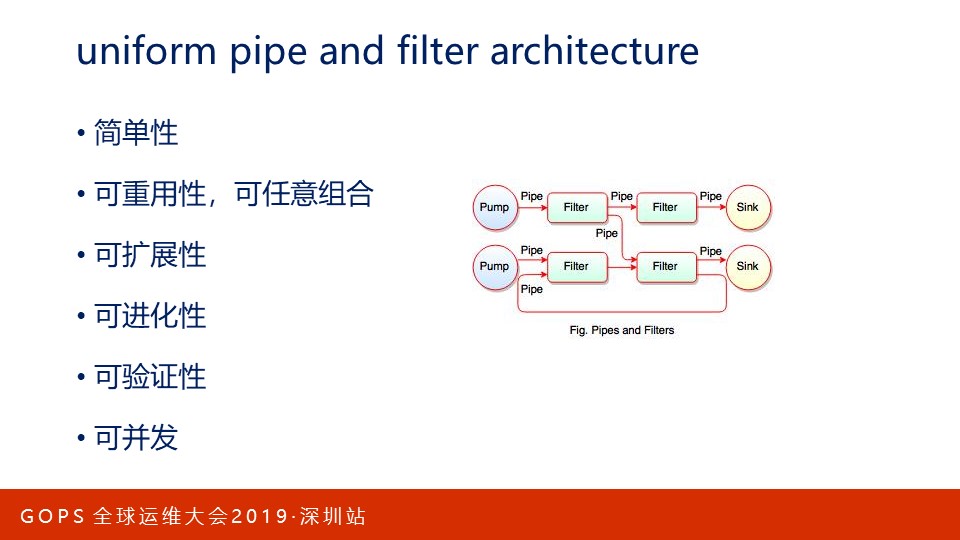 uniform pipe and filter architecture
• 简单性
• 可重用性，可任意组合
• 可扩展性
• 可进化性
• 可验证性
• 可并发
Pump Pipe Filter Pipe Filter Pipe Sink
Pipe
Pump Pipe Filter Filter Pipe Sink
Pipe
Fig. Pipes and Filters
GOPS 全球运维大会2019·深圳站